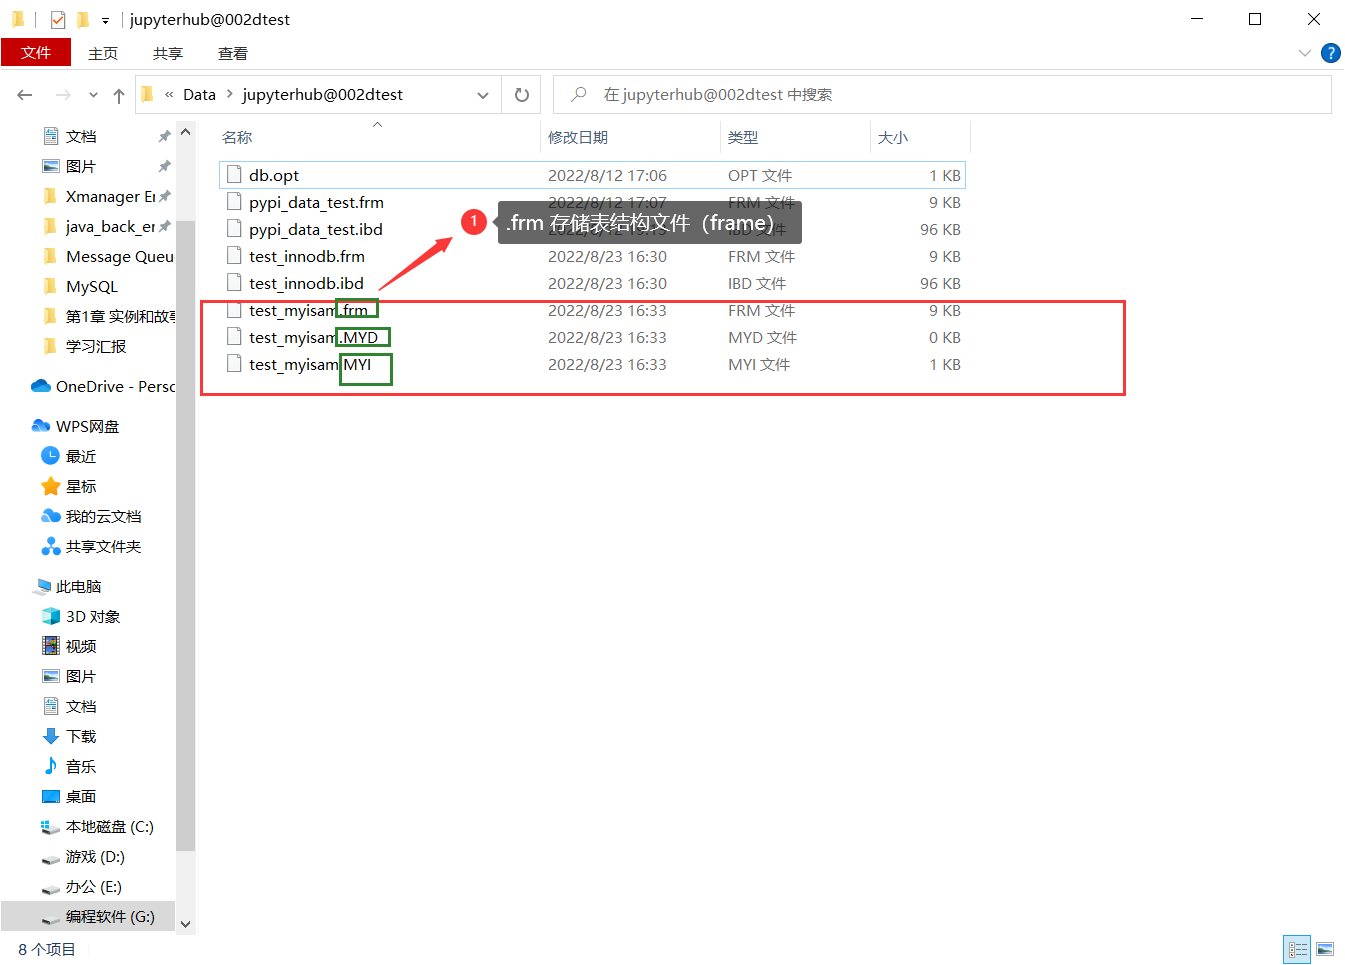 jupyterhub@002dtest
文件 主页 共享 查看
« Data › jupyterhub@002dtest
在 jupyterhub@002dtest 中搜索
名称 修改日期 类型 大小
db.opt 2022/8/12 17:06 OPT 文件 1 KB
pypi_data_test.frm 2022/8/12 17:07 FRM 文件 9 KB
1 .frm 存储表结构文件（frame）
pypi_data_test.ibd IBD 文件 96 KB
test_innodb.frm 2022/8/23 16:30 FRM 文件 9 KB
test_innodb.ibd 2022/8/23 16:30 IBD 文件 96 KB
test_myisam.frm 2022/8/23 16:33 FRM 文件 9 KB
test_myisam.MYD 2022/8/23 16:33 MYD 文件 0 KB
test_myisam.MYI 2022/8/23 16:33 MYI 文件 1 KB
文档
图片
Xmanager Er
java_back_er
Message Queu
MySQL
第1章 实例和故事
学习汇报
OneDrive - Perso
WPS网盘
最近
星标
我的云文档
共享文件夹
此电脑
3D 对象
视频
图片
文档
下载
音乐
桌面
本地磁盘 (C:)
游戏 (D:)
办公 (E:)
编程软件 (G:)
8 个项目